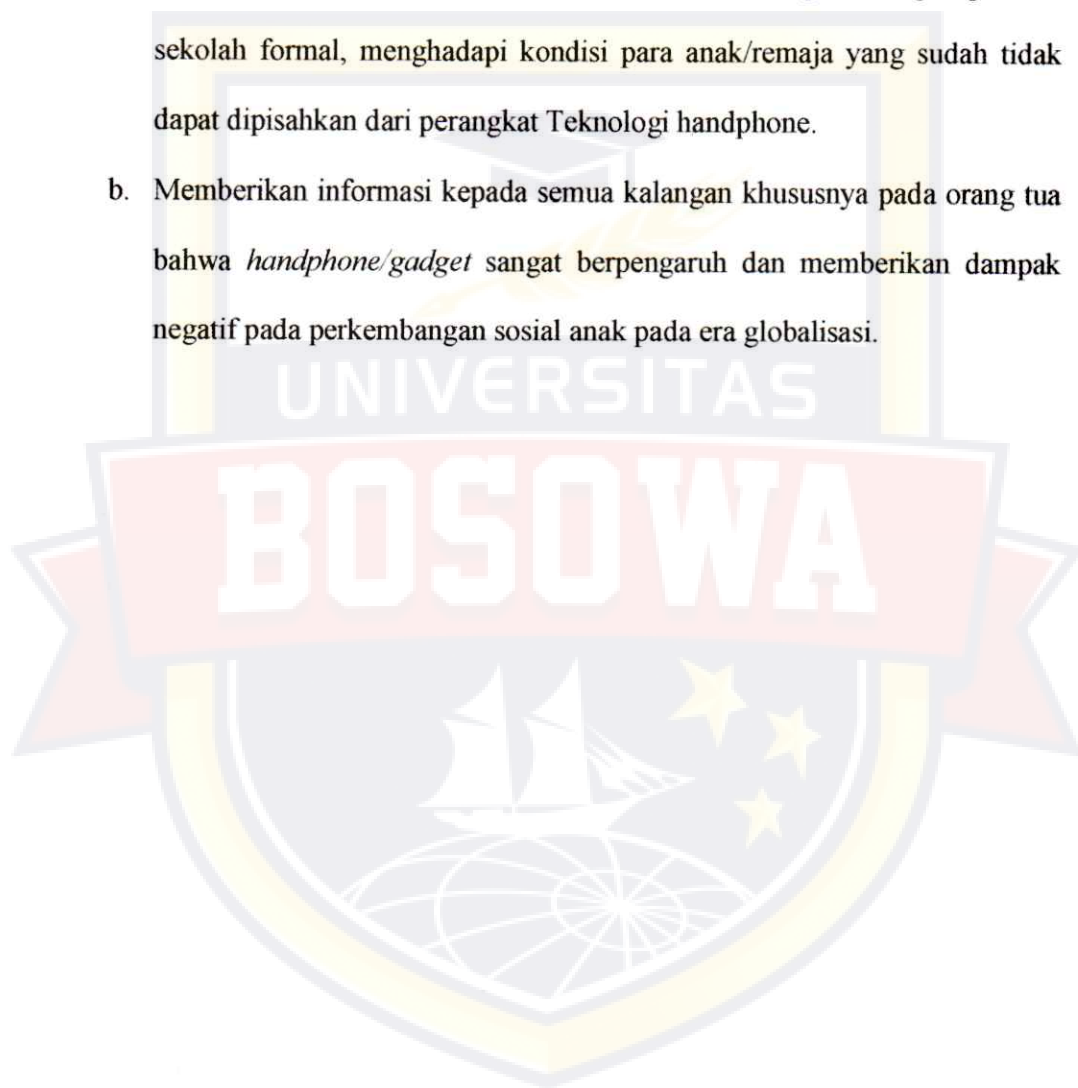 sekolah formal, menghadapi kondisi para anak/remaja yang sudah tidak
dapat dipisahkan dari perangkat Teknologi handphone.
b. Memberikan informasi kepada semua kalangan khususnya pada orang tua
bahwa handphone/gadget sangat berpengaruh dan memberikan dampak
negatif pada perkembangan sosial anak pada era globalisasi.
UNIVERSITAS
BOSOWA